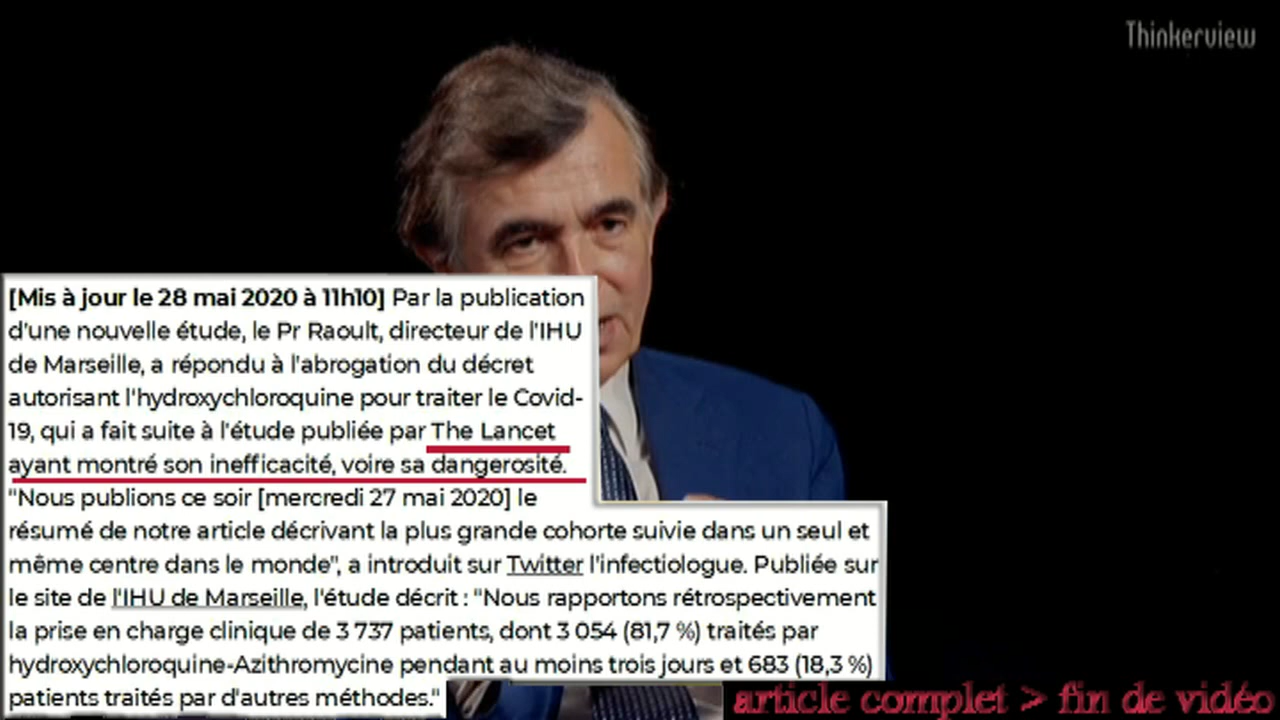 Thinkerview
[Mis à jour le 28 mai 2020 à 11h10] Par la publication
d'une nouvelle étude, le Pr Raoult, directeur de l'IHU
de Marseille, a répondu à l'abrogation du décret
autorisant l'hydroxychloroquine pour traiter le Covid-
19, qui a fait suite à l'étude publiée par The Lancet
ayant montré son inefficacité, voire sa dangerosité.
"Nous publions ce soir [mercredi 27 mai 2020] le
résumé de notre article décrivant la plus grande cohorte suivie dans un seul et
même centre dans le monde", a introduit sur Twitter l'infectiologue. Publiée sur
le site de l'IHU de Marseille, l'étude décrit : "Nous rapportons rétrospectivement
la prise en charge clinique de 3 737 patients, dont 3 054 (81,7 %) traités par
hydroxychloroquine-Azithromycine pendant au moins trois jours et 683 (18,3 %)
patients traités par d'autres méthodes."
article complet > fin de vidéo